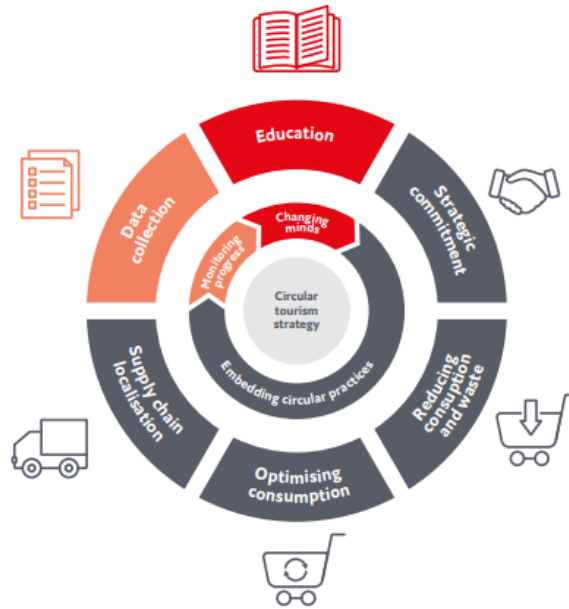 Education
Strategic
commitment
Reducing
consuption
and waste
Optimising
consumption
Supply chain
localisation
Data
collection
Changing
minds
Embedding circular practices
Monitoring
progress
Circular
tourism
strategy